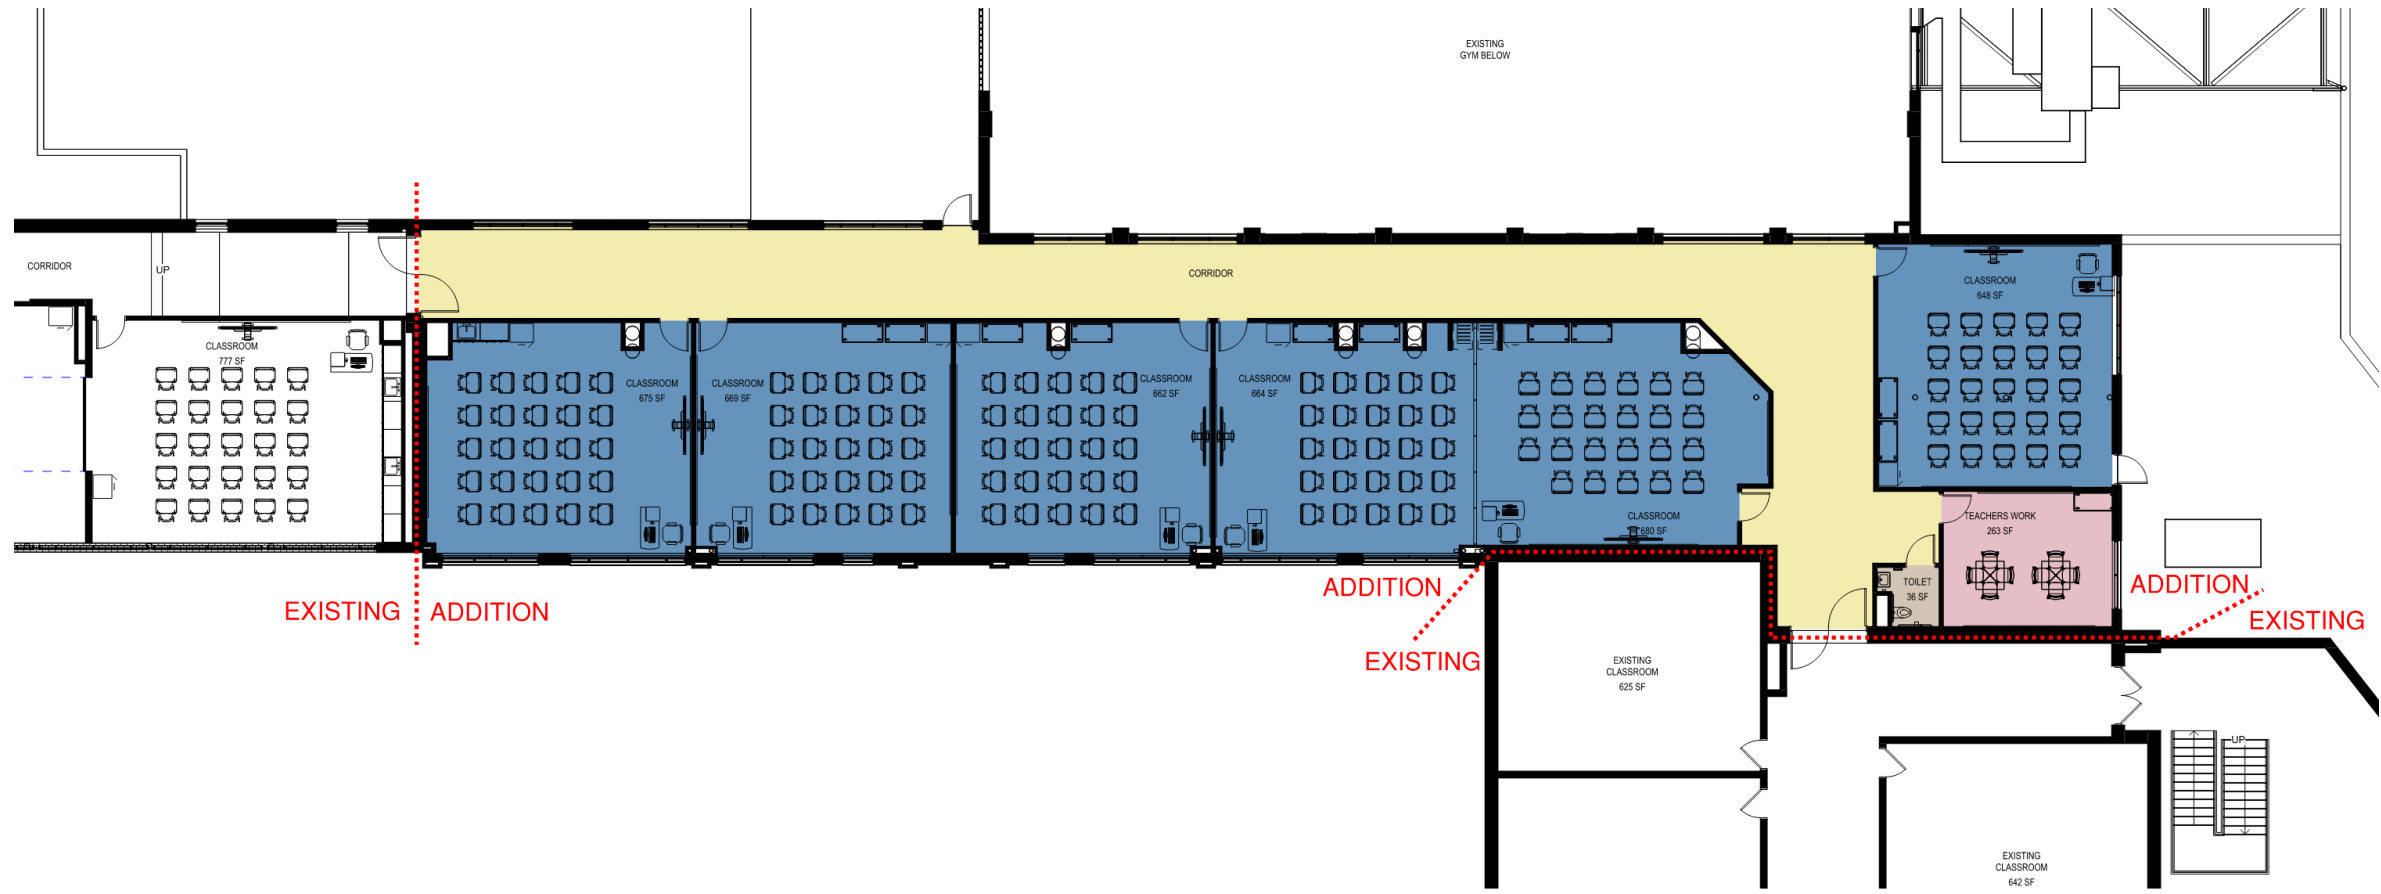 EXISTING
GYM BELOW
CORRIDOR
UP
CORRIDOR
CLASSROOM
648 SF
CLASSROOM
777 SF
CLASSROOM
675 SF
CLASSROOM
669 SF
CLASSROOM
662 SF
CLASSROOM
664 SF
CLASSROOM
680 SF
TEACHERS WORK
263 SF
TOILET
36 SF
EXISTING
ADDITION
ADDITION
EXISTING
ADDITION
EXISTING
EXISTING
CLASSROOM
625 SF
UP
EXISTING
CLASSROOM
642 SF